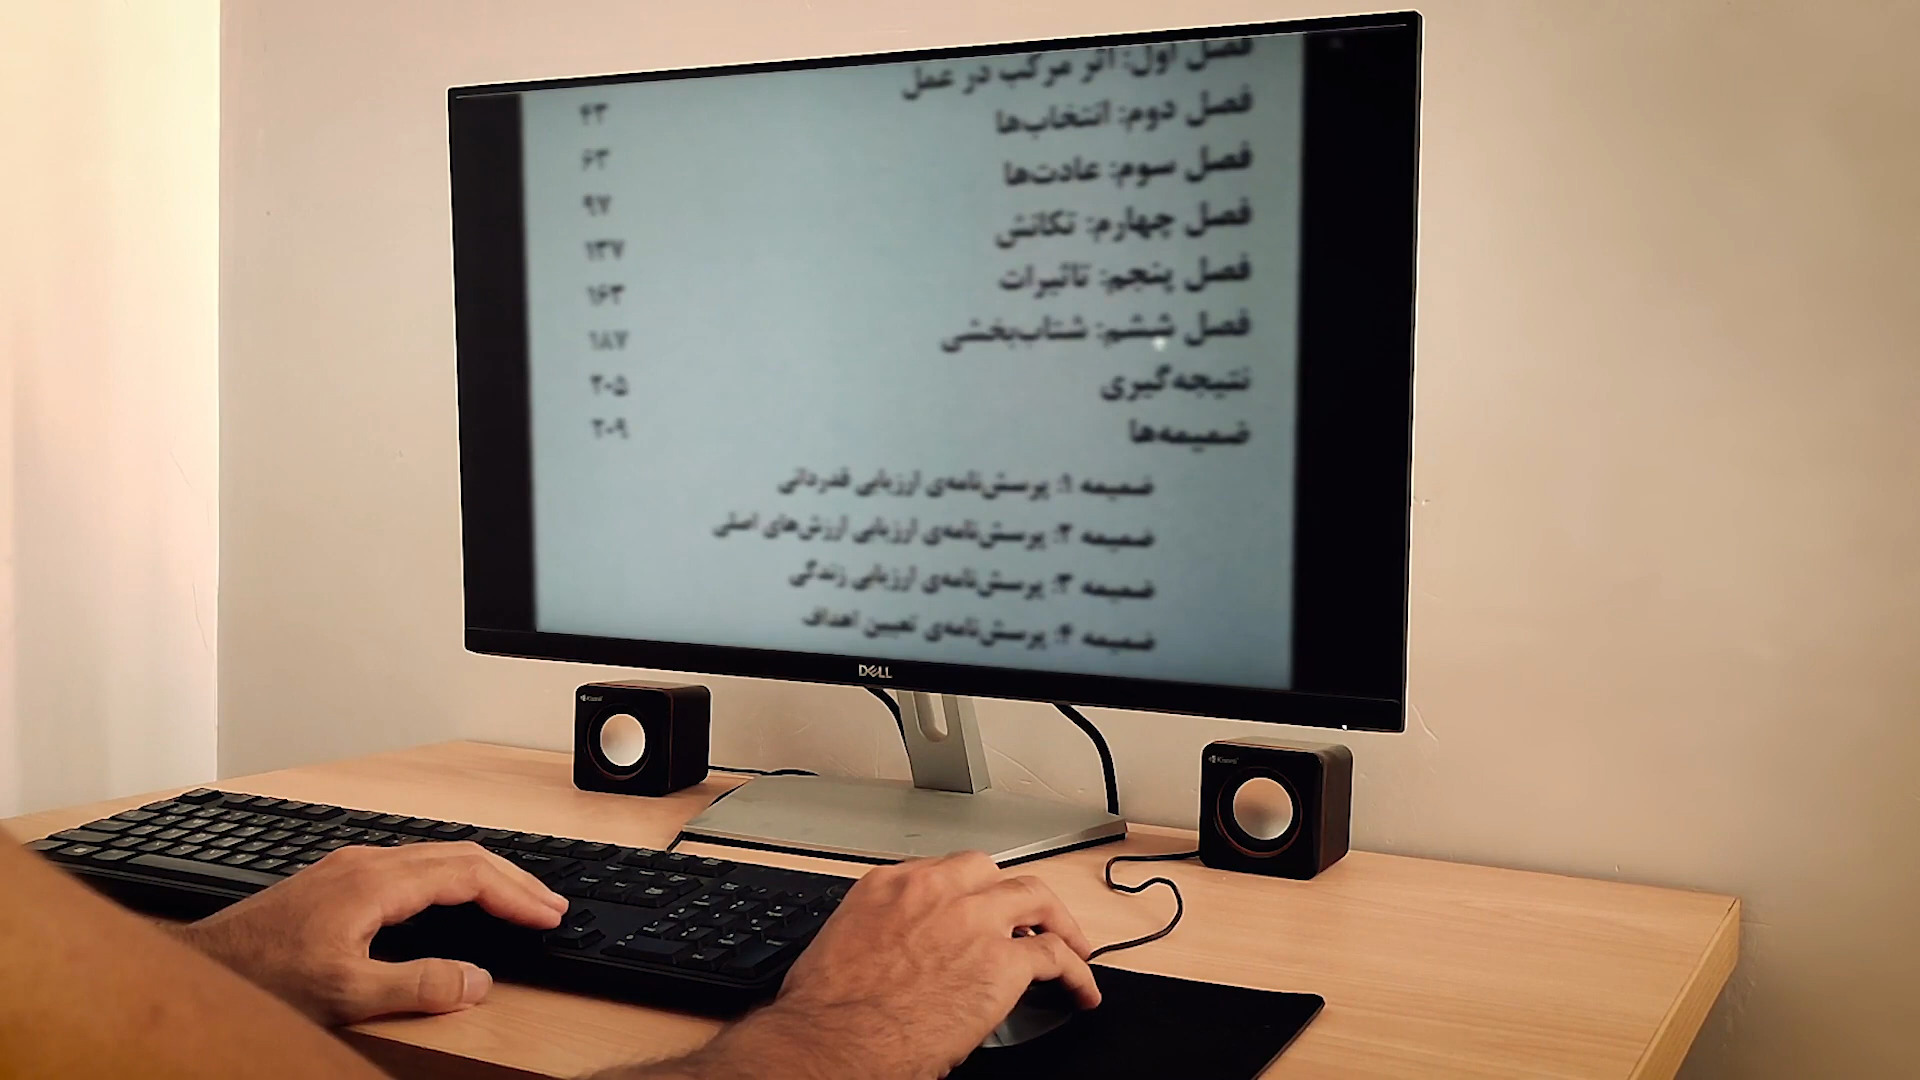 فصل اول: اثر مرکب در عمل
فصل دوم: انتخاب‌ها ۴۳
فصل سوم: عادت‌ها ۶۳
فصل چهارم: تکانش ۹۷
فصل پنجم: تاثیرات ۱۳۷
فصل ششم: شتاب‌بخشی ۱۶۳
نتیجه‌گیری ۱۸۷
ضمیمه‌ها ۲۰۵
۲۰۹
ضمیمه ۱: پرسش‌نامه‌ی ارزیابی قدردانی
ضمیمه ۲: پرسش‌نامه‌ی ارزیابی ارزش‌های اصلی
ضمیمه ۳: پرسش‌نامه‌ی ارزیابی زندگی
ضمیمه ۴: پرسش‌نامه‌ی تعیین اهداف
DELL